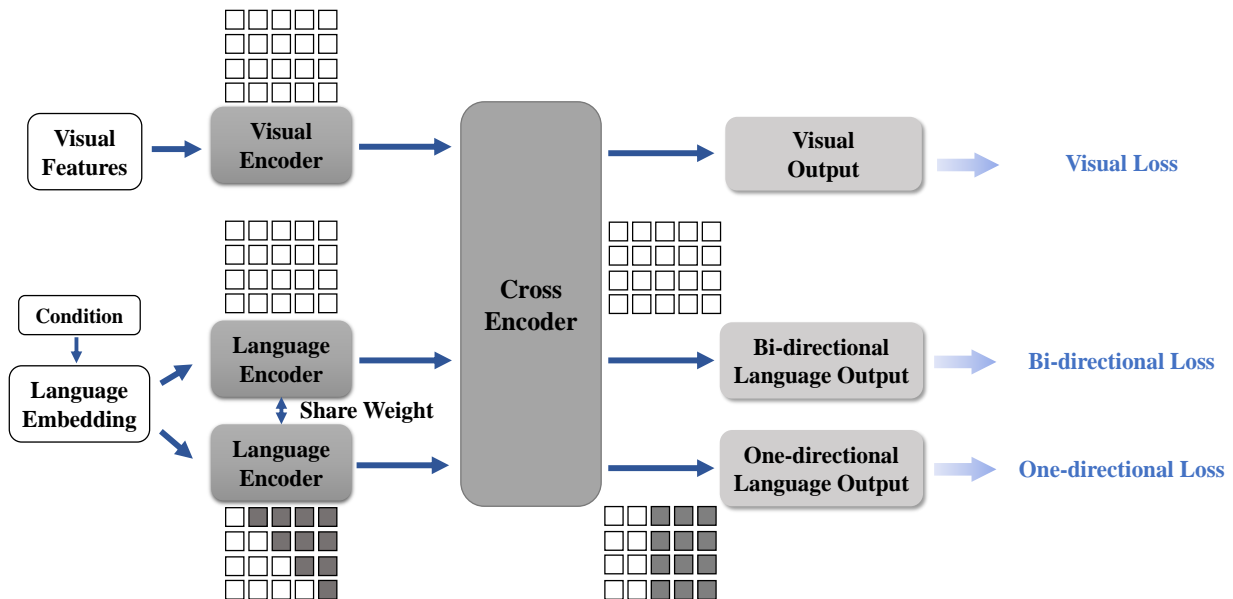 Visual
Features
Visual
Encoder
Visual
Output
Visual Loss
Cross
Encoder
Condition
Language
Embedding
Language
Encoder
Share Weight
Language
Encoder
Bi-directional
Language Output
Bi-directional Loss
One-directional
Language Output
One-directional Loss